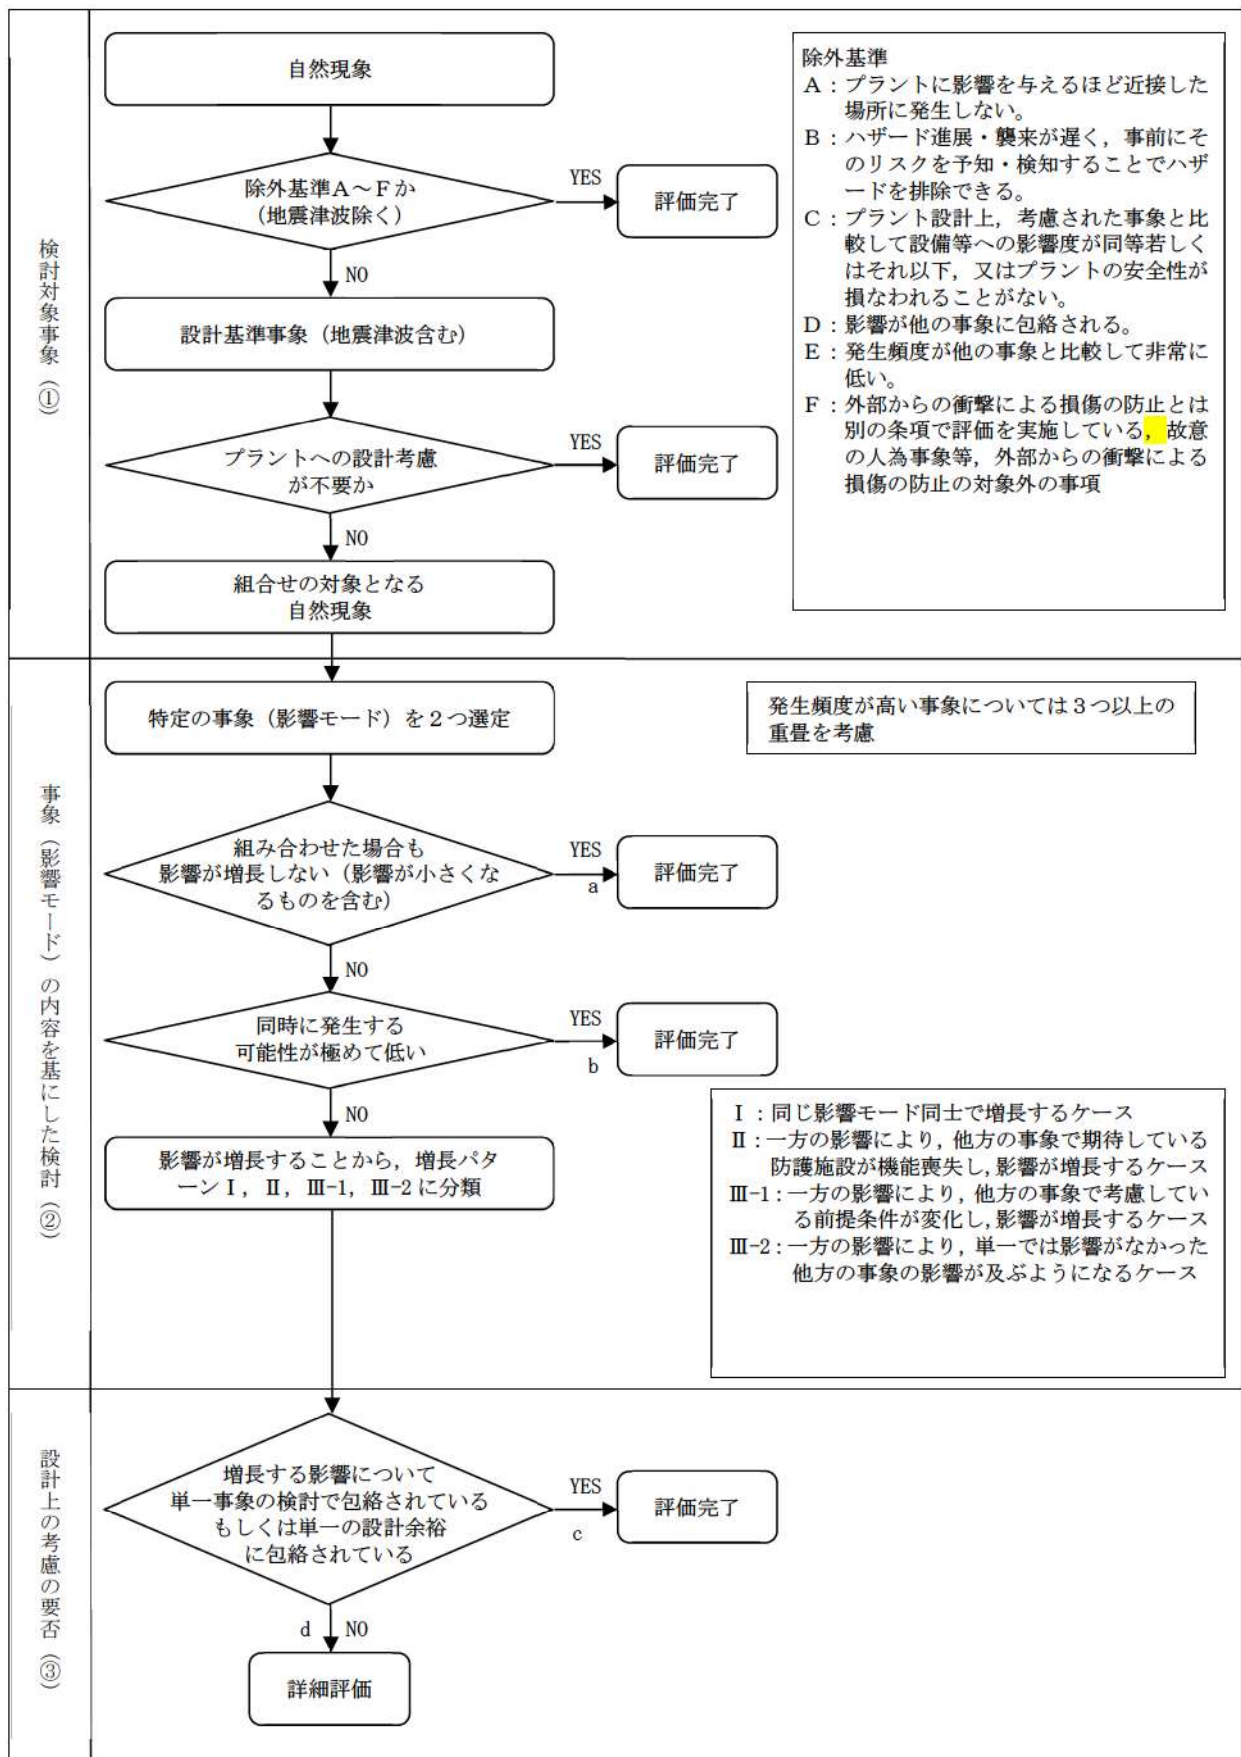 検討対象事象（①）
自然現象
除外基準A～Fか
（地震津波除く）
YES
評価完了
NO
設計基準事象（地震津波含む）
プラントへの設計考慮
が不要か
YES
評価完了
NO
組合せの対象となる
自然現象
除外基準
A：プラントに影響を与えるほど近接した
場所に発生しない。
B：ハザード進展・襲来が遅く，事前にそ
のリスクを予知・検知することでハザ
ードを排除できる。
C：プラント設計上，考慮された事象と比
較して設備等への影響度が同等若しく
はそれ以下，又はプラントの安全性が
損なわれることがない。
D：影響が他の事象に包絡される。
E：発生頻度が他の事象と比較して非常に
低い。
F：外部からの衝撃による損傷の防止とは
別の条項で評価を実施している，故意
の人為事象等，外部からの衝撃による
損傷の防止の対象外の事項
事象（影響モード）の内容を基にした検討（②）
特定の事象（影響モード）を２つ選定
発生頻度が高い事象については３つ以上の
重畳を考慮
組み合わせた場合も
影響が増長しない（影響が小さくな
るものを含む）
YES
a
評価完了
NO
同時に発生する
可能性が極めて低い
YES
b
評価完了
NO
影響が増長することから，増長パタ
ーンⅠ，Ⅱ，Ⅲ-1，Ⅲ-2 に分類
Ⅰ：同じ影響モード同士で増長するケース
Ⅱ：一方の影響により，他方の事象で期待している
防護施設が機能喪失し，影響が増長するケース
Ⅲ-1：一方の影響により，他方の事象で考慮してい
る前提条件が変化し，影響が増長するケース
Ⅲ-2：一方の影響により，単一では影響がなかった
他方の事象の影響が及ぶようになるケース
設計上の考慮の要否（③）
増長する影響について
単一事象の検討で包絡されている
もしくは単一の設計余裕
に包絡されている
YES
c
評価完了
d
NO
詳細評価